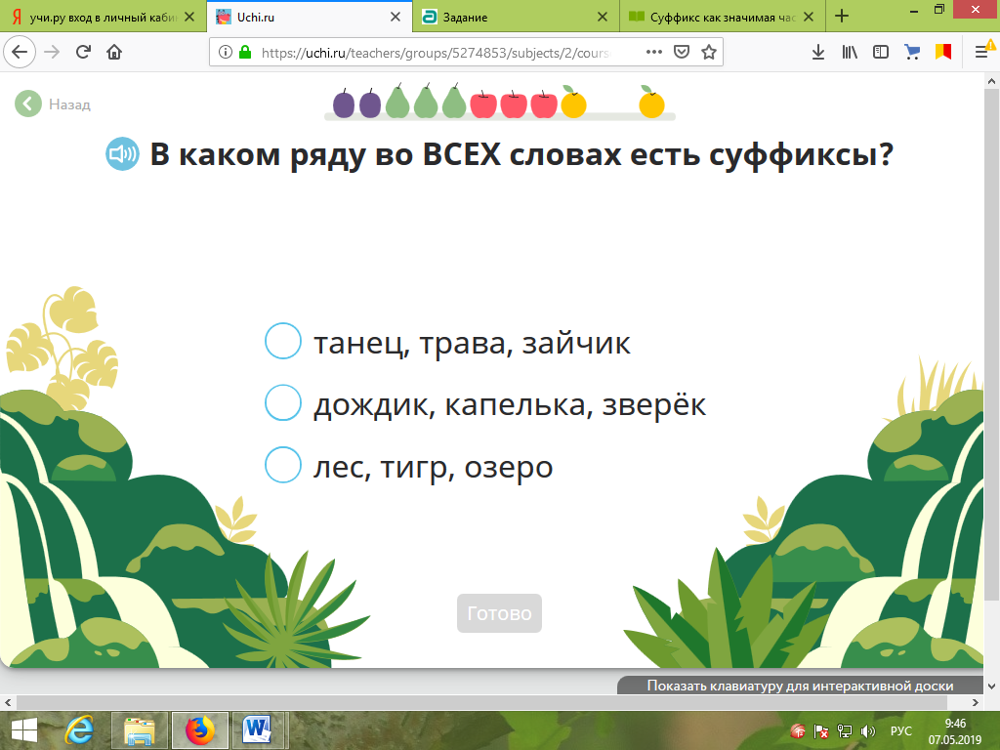 учи.ру вход в личный каби
Uchi.ru
Задание
Суффикс как значимая час
https://uchi.ru/teachers/groups/5274853/subjects/2/cours
Назад
В каком ряду во ВСЕХ словах есть суффиксы?
танец, трава, зайчик
дождик, капелька, зверёк
лес, тигр, озеро
Готово
Показать клавиатуру для интерактивной доски
РУС
9:46
07.05.2019